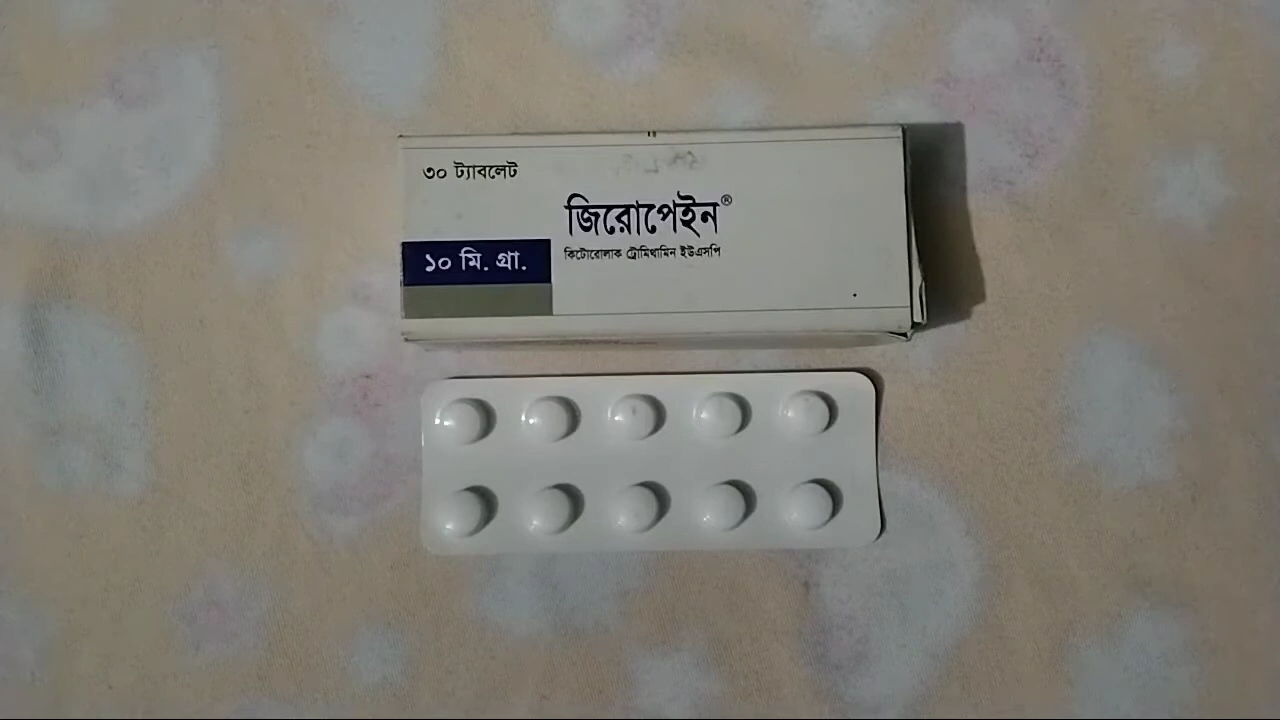 ৩০ ট্যাবলেট
জিরোপেইন®
কিটোরোলাক ট্রোমিথামিন ইউএসপি
১০ মি. গ্রা.